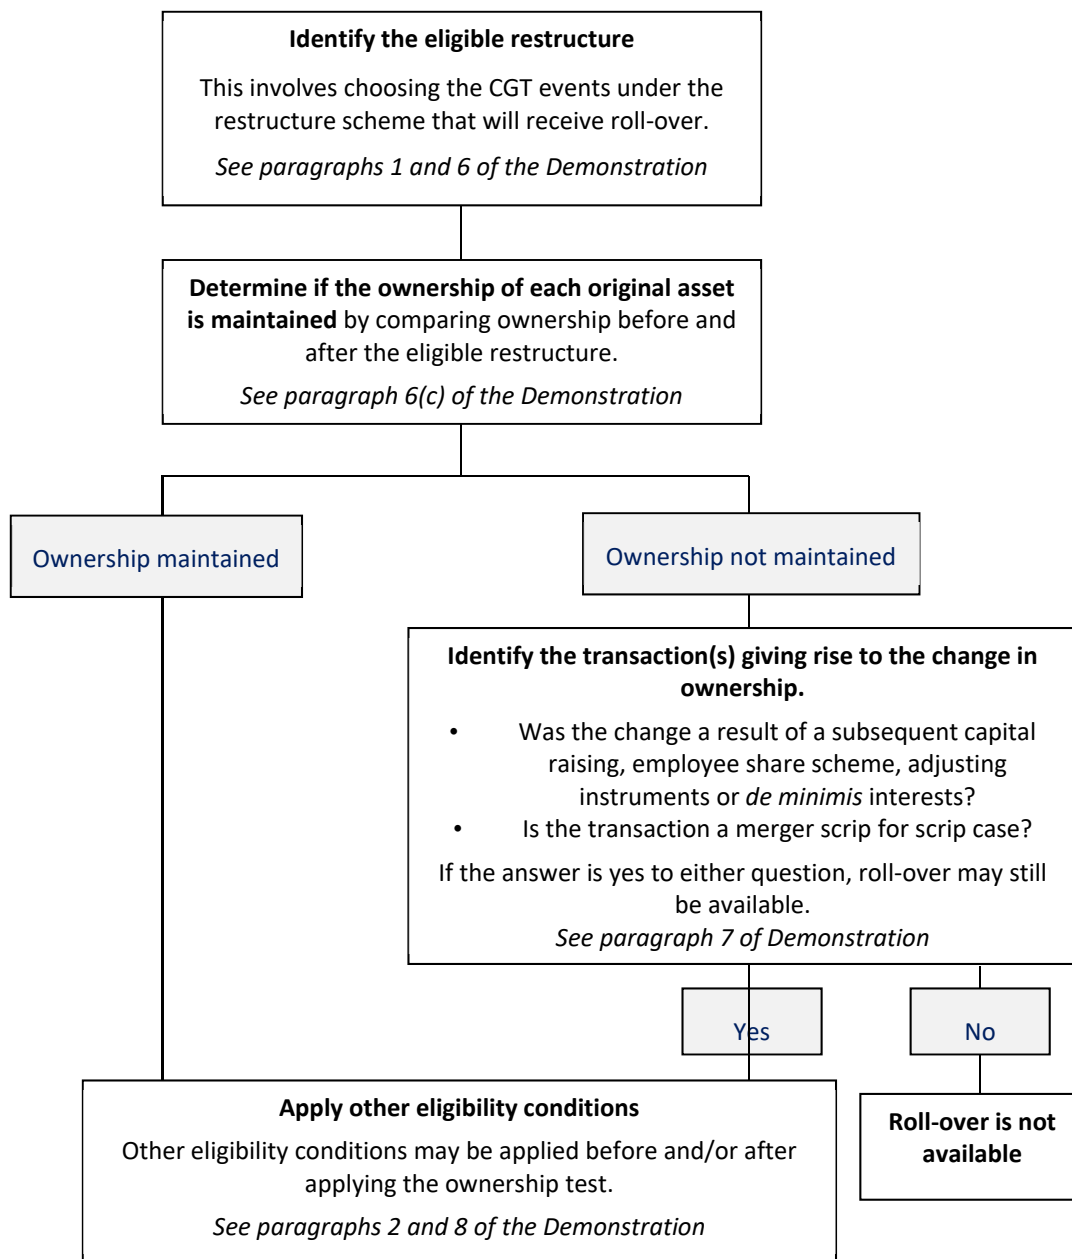 Identify the eligible restructure
This involves choosing the CGT events under the
restructure scheme that will receive roll-over.
See paragraphs 1 and 6 of the Demonstration
Determine if the ownership of each original asset
is maintained by comparing ownership before and
after the eligible restructure.
See paragraph 6(c) of the Demonstration
Ownership maintained
Ownership not maintained
Identify the transaction(s) giving rise to the change in
ownership.
• Was the change a result of a subsequent capital
raising, employee share scheme, adjusting
instruments or de minimis interests?
• Is the transaction a merger scrip for scrip case?
If the answer is yes to either question, roll-over may still
be available.
See paragraph 7 of Demonstration
Yes
No
Apply other eligibility conditions
Other eligibility conditions may be applied before and/or after
applying the ownership test.
See paragraphs 2 and 8 of the Demonstration
Roll-over is not
available